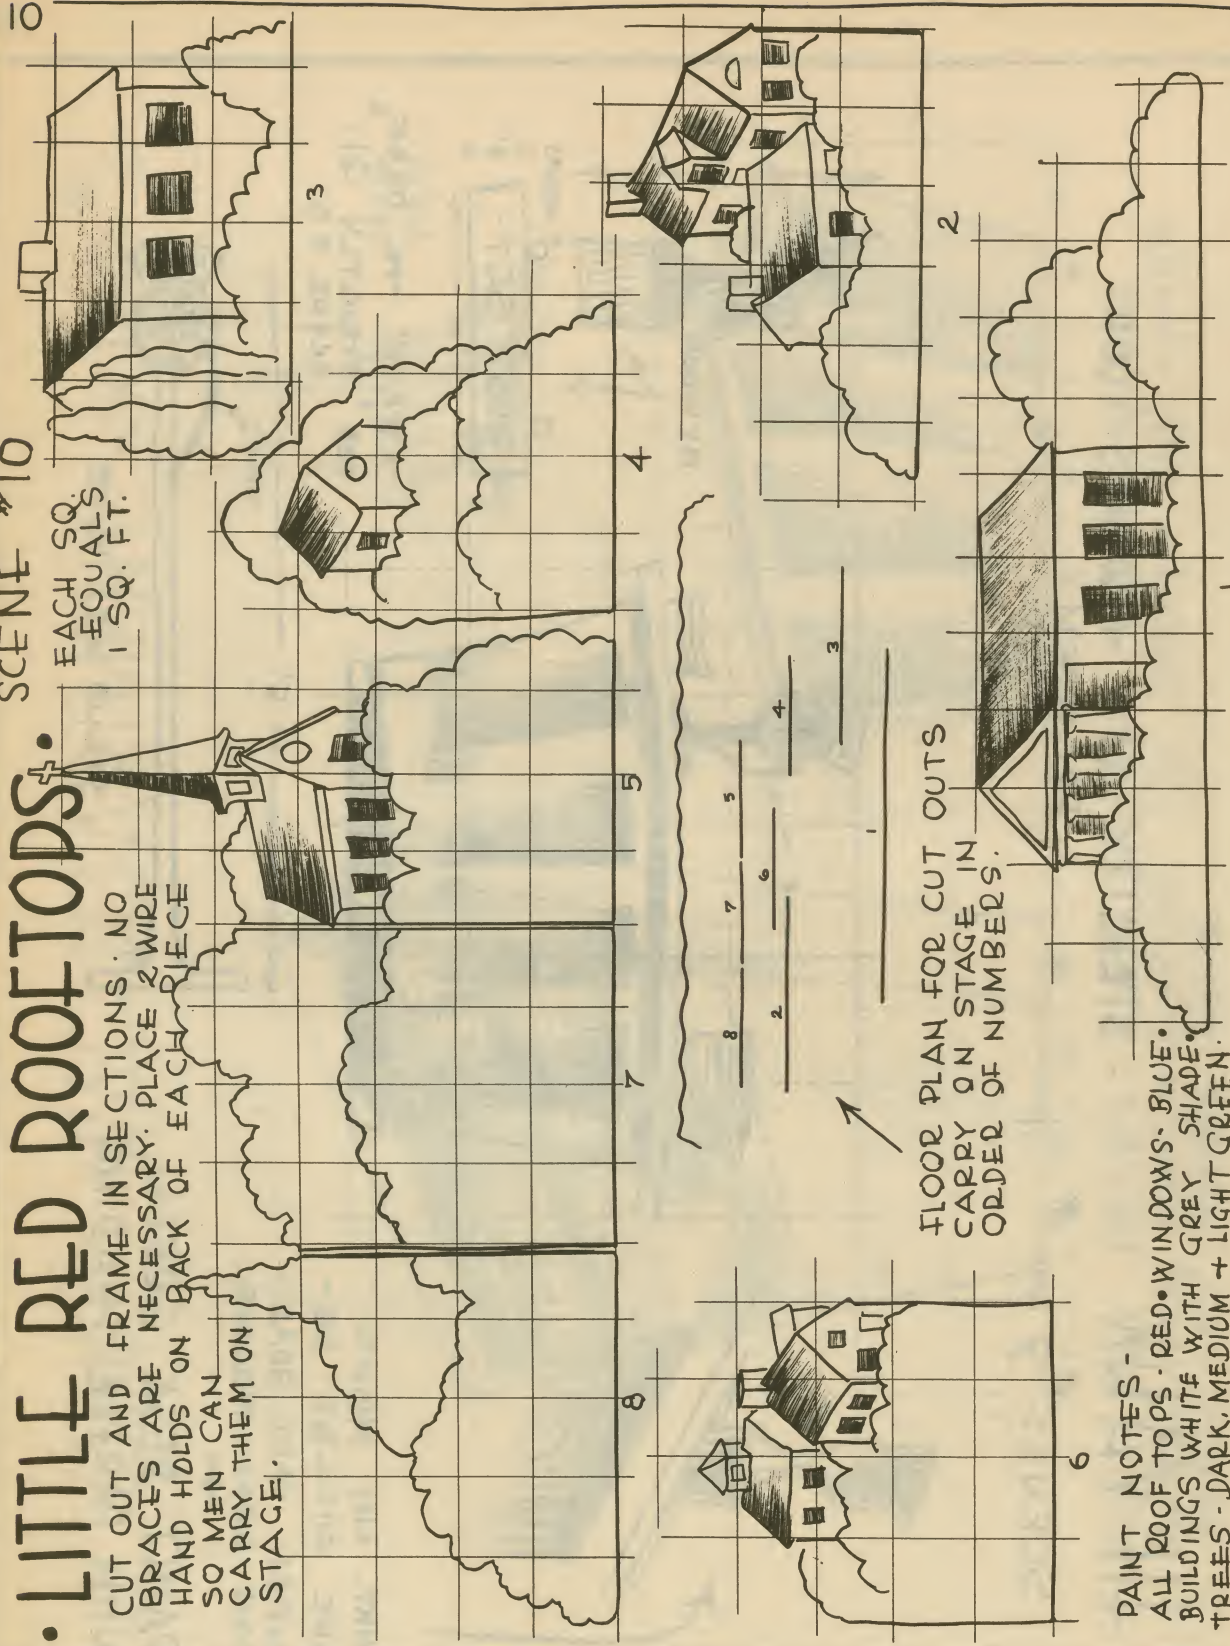 10
• LITTLE RED ROOFTOPS •
SCENE #10
CUT OUT AND FRAME IN SECTIONS. NO
BRACES ARE NECESSARY. PLACE 2 WIRE
HAND HOLDS ON BACK OF EACH PIECE
SO MEN CAN
CARRY THEM ON
STAGE.
EACH SQ.
EQUALS
1 SQ. FT.
8
7
5
4
3
8
7
5
2
6
4
3
1
FLOOR PLAN FOR CUT OUTS
CARRY ON STAGE IN
ORDER OF NUMBERS.
6
2
1
PAINT NOTES-
ALL ROOF TOPS - RED • WINDOWS - BLUE •
BUILDINGS WHITE WITH GREY SHADE •
TREES - DARK, MEDIUM + LIGHT GREEN.